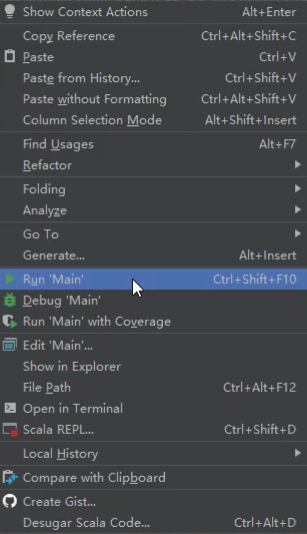 Show Context Actions Alt+Enter
Copy Reference Ctrl+Alt+Shift+C
Paste Ctrl+V
Paste from History... Ctrl+Shift+V
Paste without Formatting Ctrl+Alt+Shift+V
Column Selection Mode Alt+Shift+Insert
Find Usages Alt+F7
Refactor
Folding
Analyze
Go To
Generate... Alt+Insert
Run 'Main' Ctrl+Shift+F10
Debug 'Main'
Run 'Main' with Coverage
Edit 'Main'...
Show in Explorer
File Path Ctrl+Alt+F12
Open in Terminal
Scala REPL... Ctrl+Shift+D
Local History
Compare with Clipboard
Create Gist...
Desugar Scala Code... Ctrl+Alt+D